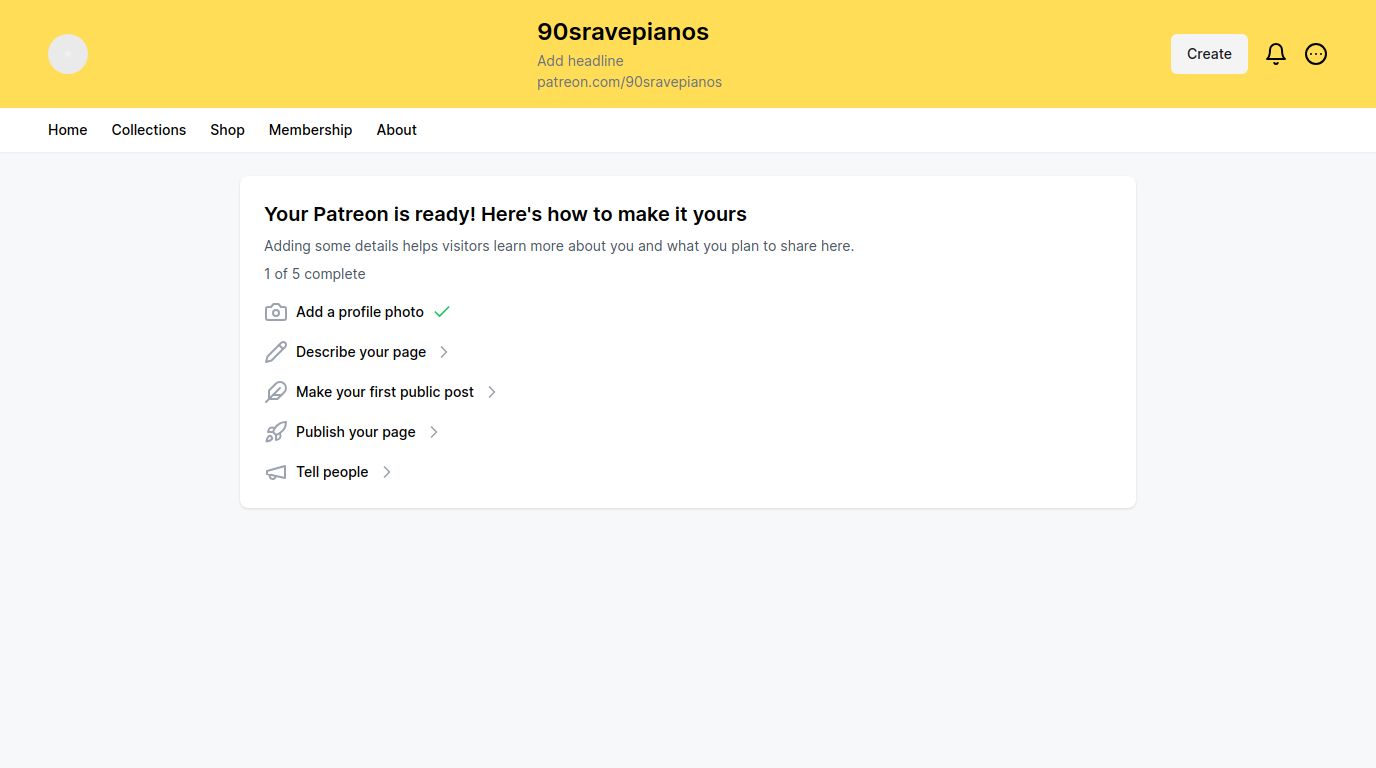 90sravepianos
Add headline
patreon.com/90sravepianos
Create
Home Collections Shop Membership About
Your Patreon is ready! Here's how to make it yours
Adding some details helps visitors learn more about you and what you plan to share here.
1 of 5 complete
Add a profile photo
Describe your page
Make your first public post
Publish your page
Tell people